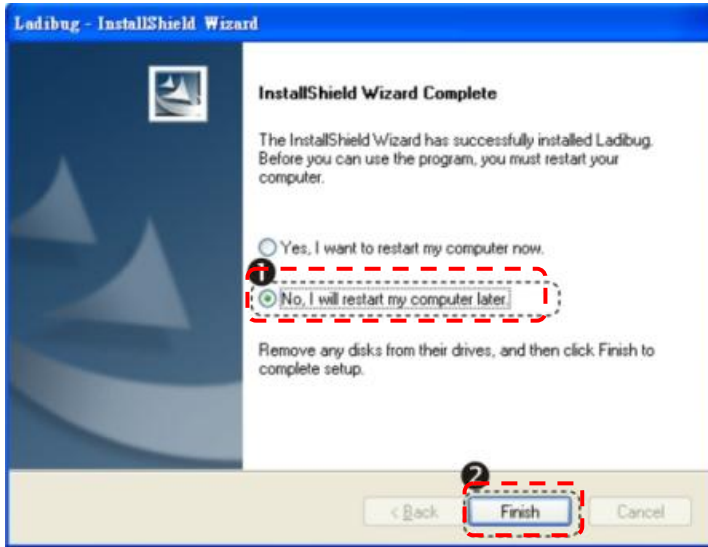 Ladibug - InstallShield Wizard
InstallShield Wizard Complete
The InstallShield Wizard has successfully installed Ladibug.
Before you can use the program, you must restart your
computer.
Yes, I want to restart my computer now.
1
No, I will restart my computer later.
Remove any disks from their drives, and then click Finish to
complete setup.
2
< Back Finish Cancel